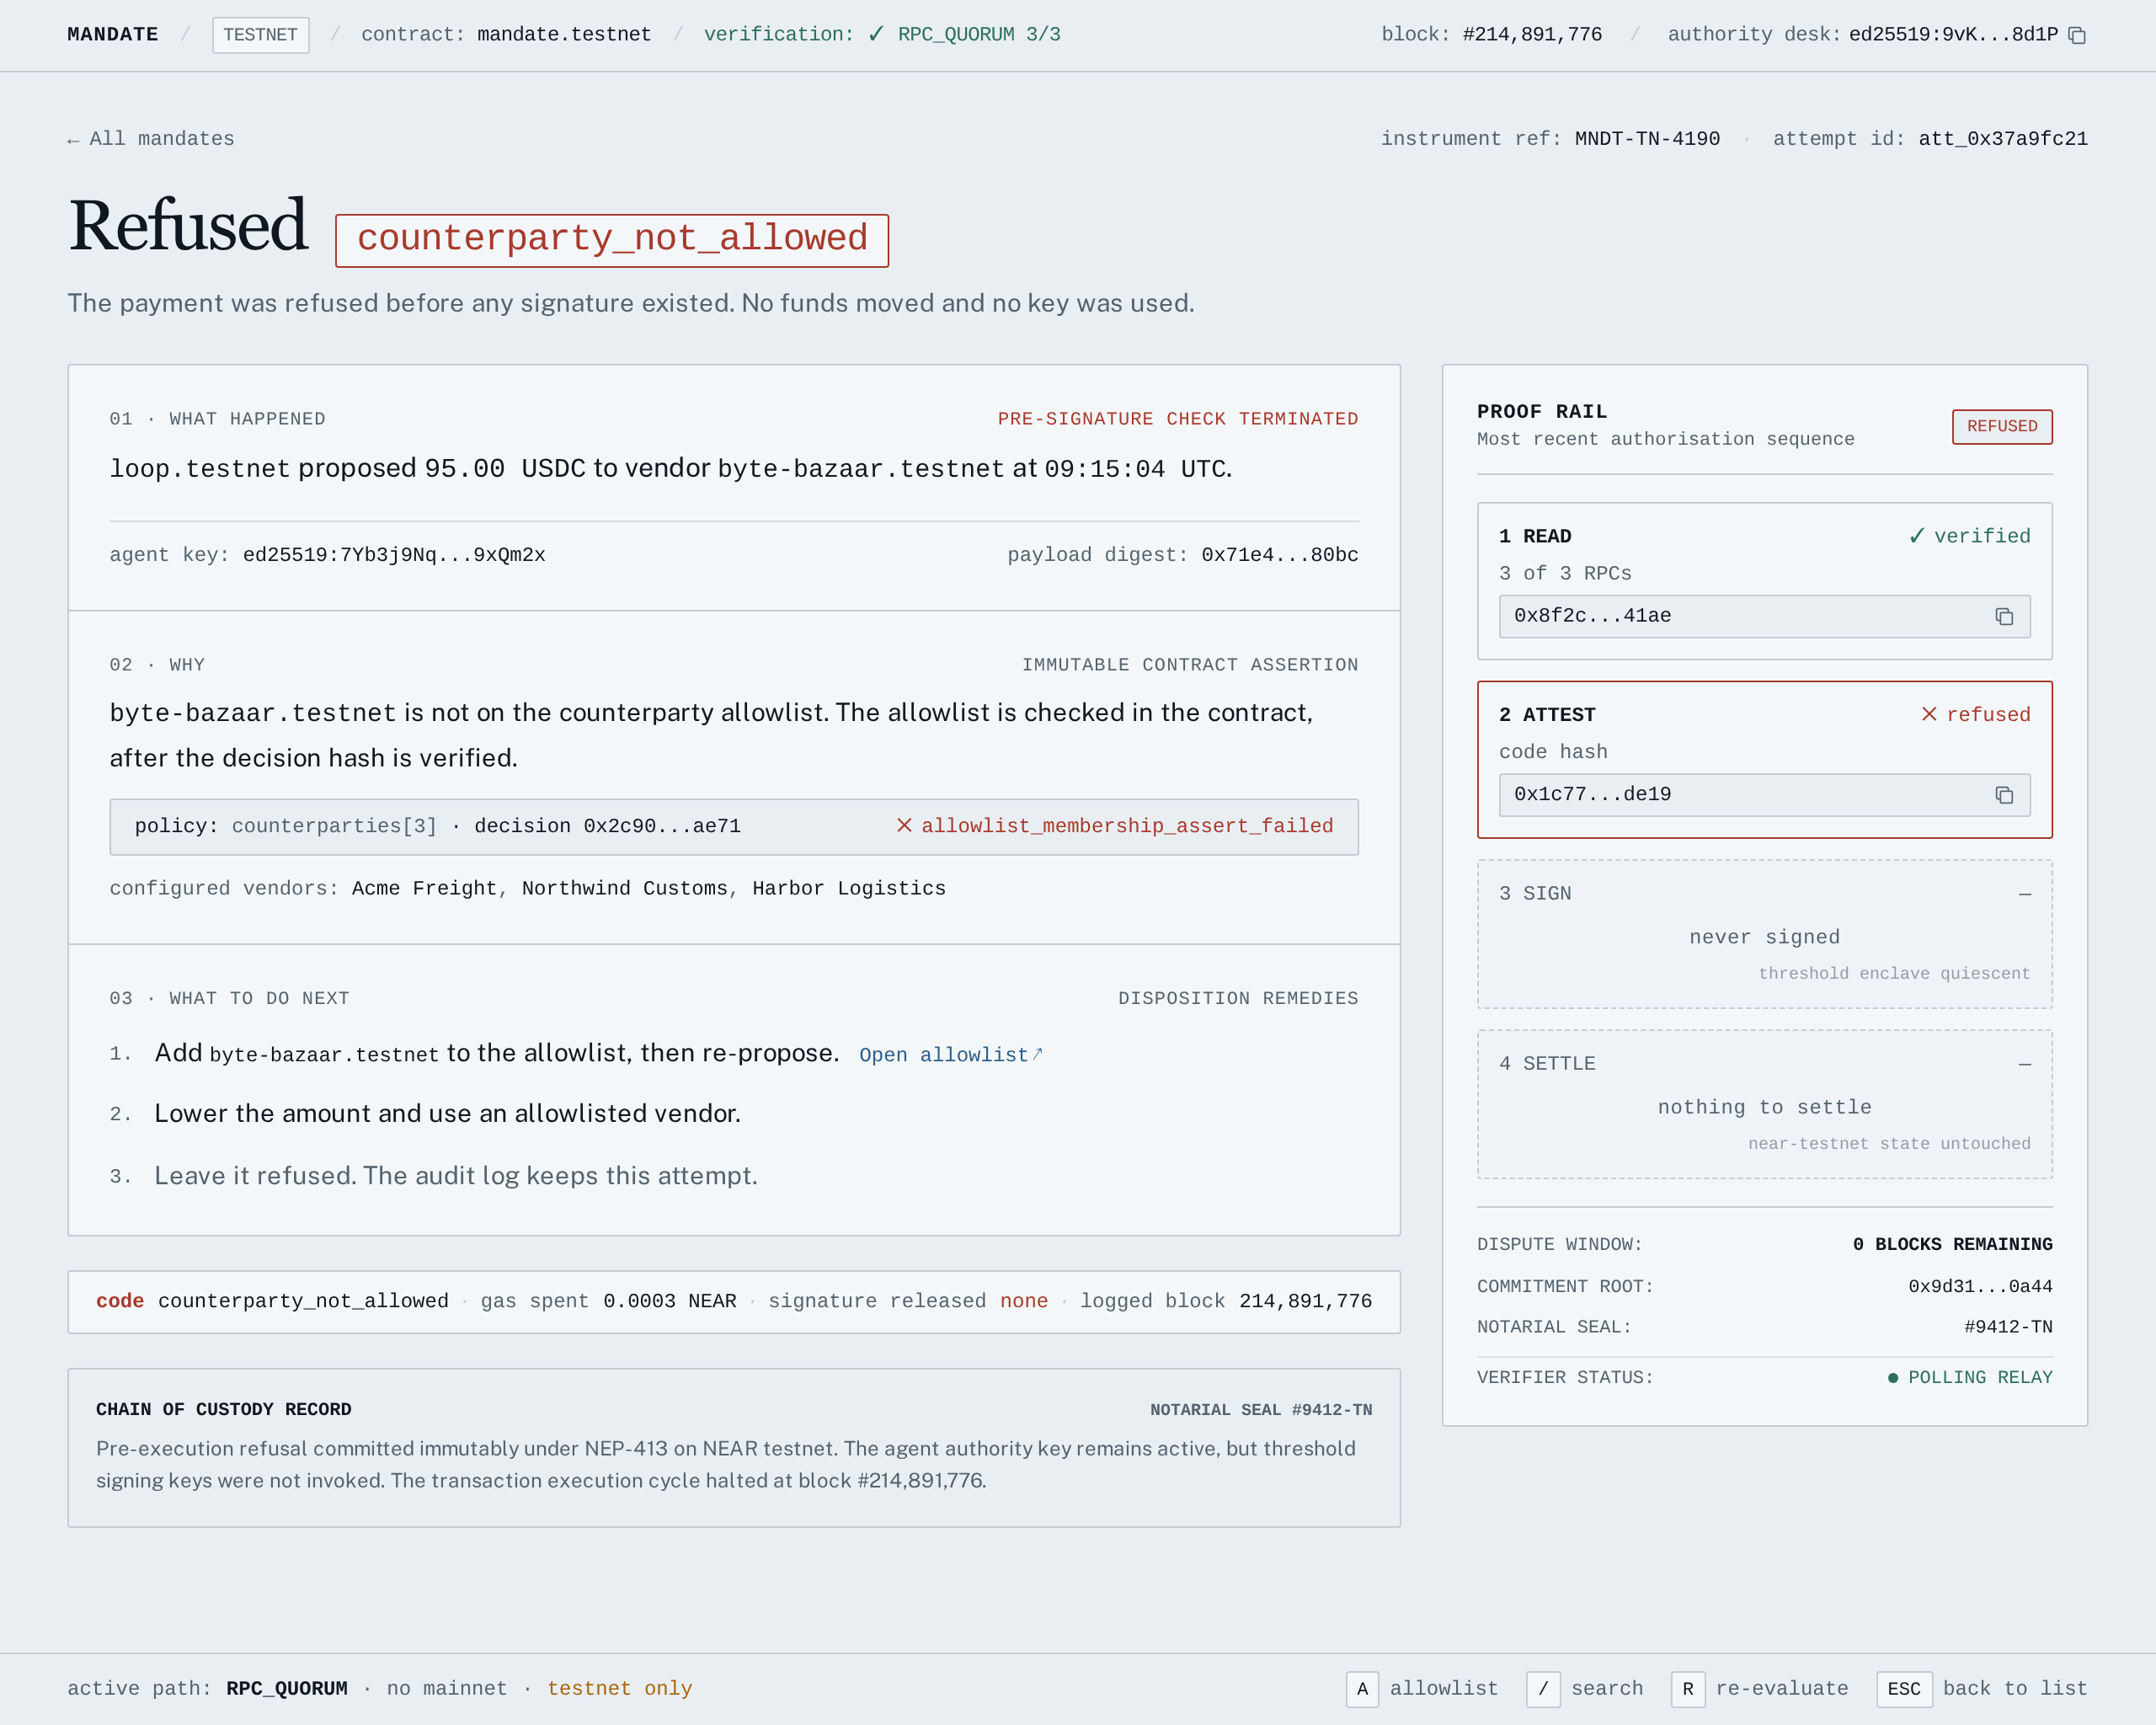 MANDATE / TESTNET / contract: mandate.testnet / verification: ✓ RPC_QUORUM 3/3
block: #214,891,776 / authority desk: ed25519:9vK...8d1P
← All mandates
instrument ref: MNDT-TN-4190 · attempt id: att_0x37a9fc21
Refused counterparty_not_allowed
The payment was refused before any signature existed. No funds moved and no key was used.
01 · WHAT HAPPENED
PRE-SIGNATURE CHECK TERMINATED
loop.testnet proposed 95.00 USDC to vendor byte-bazaar.testnet at 09:15:04 UTC.
agent key: ed25519:7Yb3j9Nq...9xQm2x
payload digest: 0x71e4...80bc
02 · WHY
IMMUTABLE CONTRACT ASSERTION
byte-bazaar.testnet is not on the counterparty allowlist. The allowlist is checked in the contract,
after the decision hash is verified.
policy: counterparties[3] · decision 0x2c90...ae71
✕ allowlist_membership_assert_failed
configured vendors: Acme Freight, Northwind Customs, Harbor Logistics
03 · WHAT TO DO NEXT
DISPOSITION REMEDIES
1. Add byte-bazaar.testnet to the allowlist, then re-propose. Open allowlist↗
2. Lower the amount and use an allowlisted vendor.
3. Leave it refused. The audit log keeps this attempt.
code counterparty_not_allowed · gas spent 0.0003 NEAR · signature released none · logged block 214,891,776
CHAIN OF CUSTODY RECORD
NOTARIAL SEAL #9412-TN
Pre-execution refusal committed immutably under NEP-413 on NEAR testnet. The agent authority key remains active, but threshold
signing keys were not invoked. The transaction execution cycle halted at block #214,891,776.
PROOF RAIL
Most recent authorisation sequence
REFUSED
1 READ
✓ verified
3 of 3 RPCs
0x8f2c...41ae
2 ATTEST
✕ refused
code hash
0x1c77...de19
3 SIGN
—
never signed
threshold enclave quiescent
4 SETTLE
—
nothing to settle
near-testnet state untouched
DISPUTE WINDOW: 0 BLOCKS REMAINING
COMMITMENT ROOT: 0x9d31...0a44
NOTARIAL SEAL: #9412-TN
VERIFIER STATUS: ● POLLING RELAY
active path: RPC_QUORUM · no mainnet · testnet only
A allowlist / search R re-evaluate ESC back to list